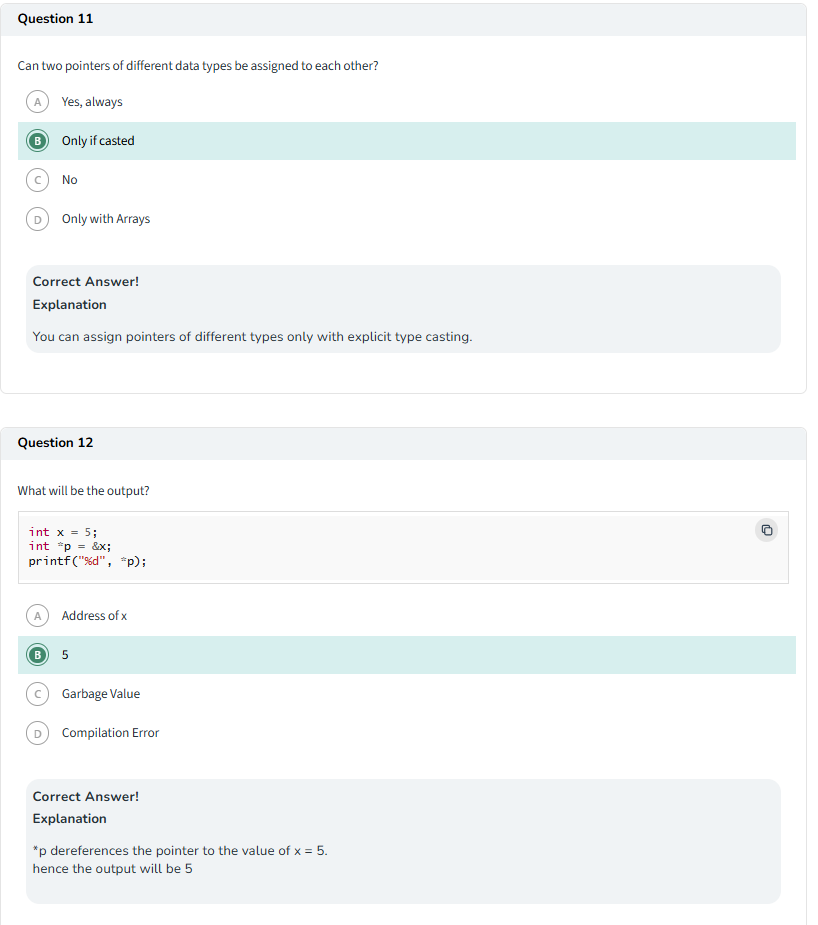 Question 11
Can two pointers of different data types be assigned to each other?
A Yes, always
B Only if casted
C No
D Only with Arrays
Correct Answer!
Explanation
You can assign pointers of different types only with explicit type casting.
Question 12
What will be the output?
int x = 5;
int *p = &x;
printf("%d", *p);
A Address of x
B 5
C Garbage Value
D Compilation Error
Correct Answer!
Explanation
*p dereferences the pointer to the value of x = 5.
hence the output will be 5